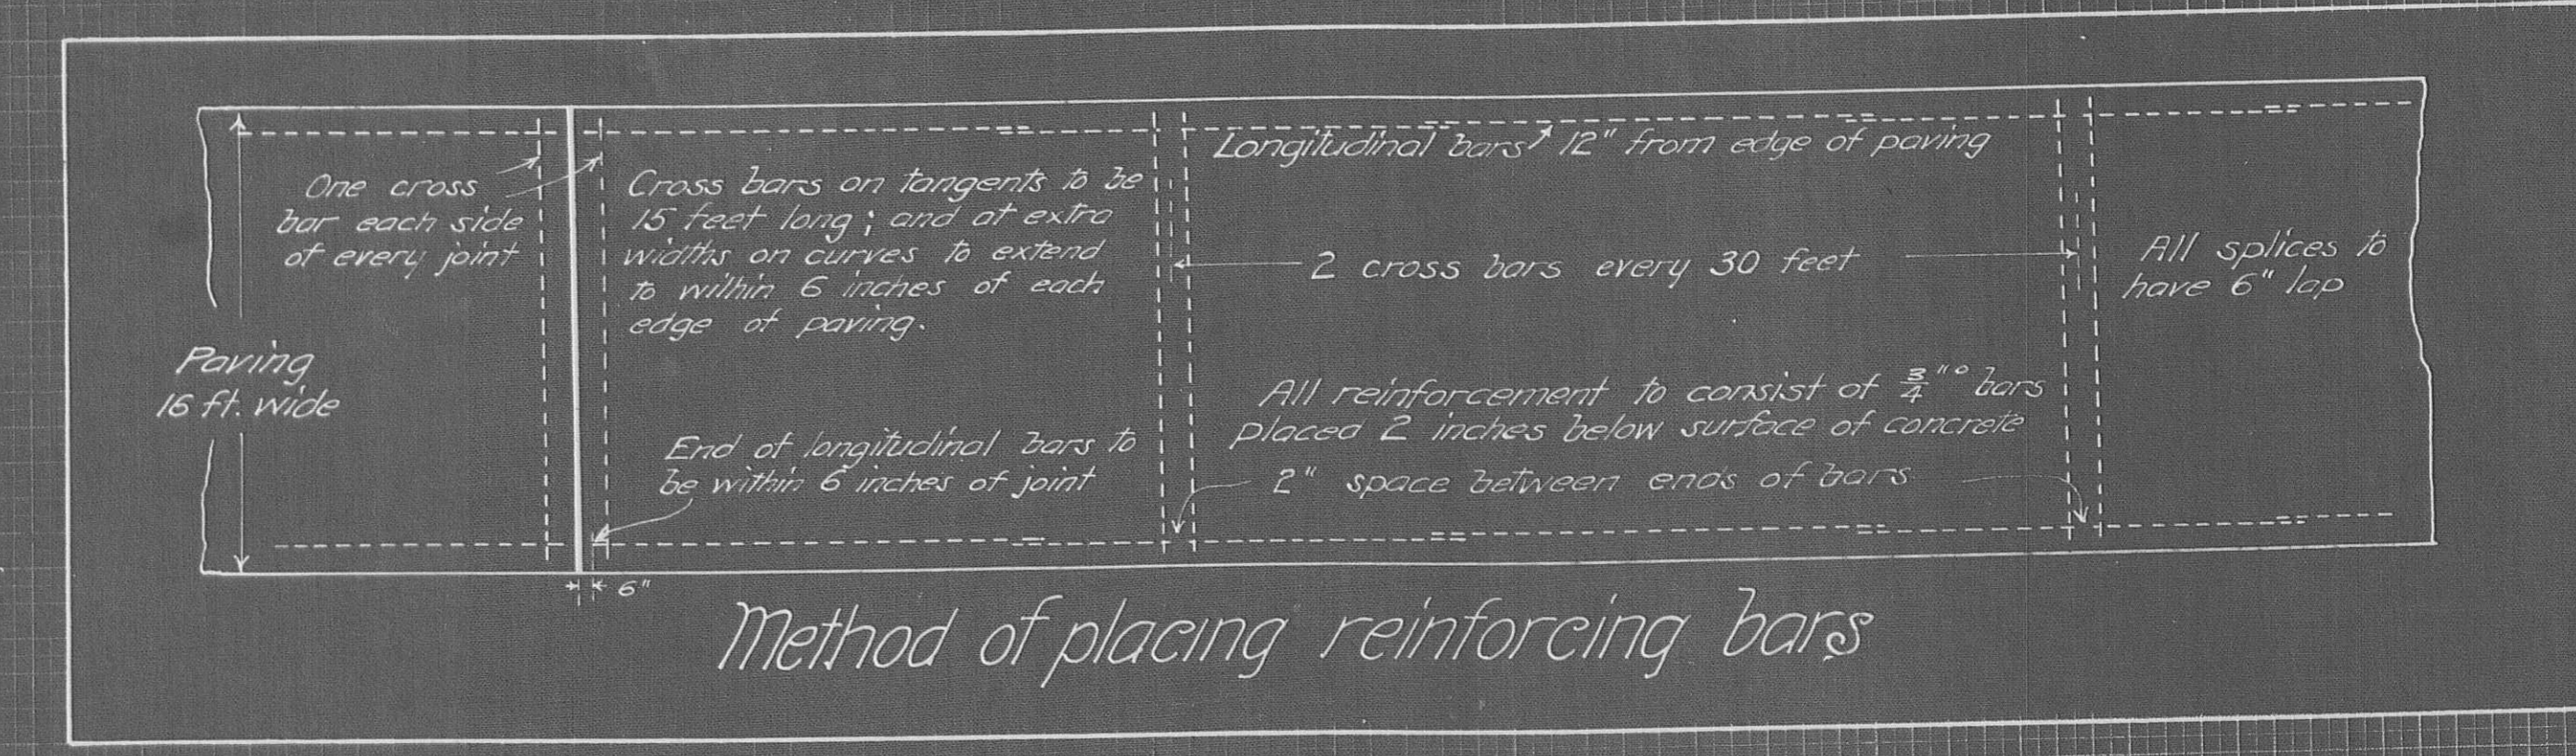 One cross
bar each side
of every joint
Paving
16 ft. wide
Cross bars on tangents to be
15 feet long; and at extra
widths on curves to extend
to within 6 inches of each
edge of paving.
End of longitudinal bars to
be within 6 inches of joint
6"
Longitudinal bars 12" from edge of paving
2 cross bars every 30 feet
All reinforcement to consist of 3/4"° bars
placed 2 inches below surface of concrete
2" space between ends of bars
All splices to
have 6" lap
Method of placing reinforcing bars